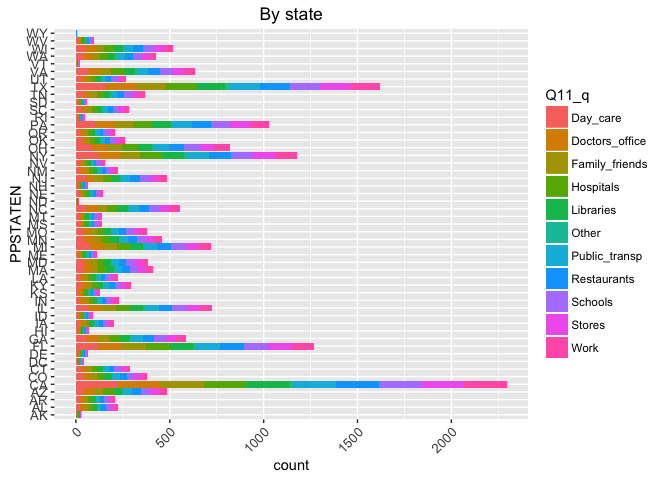 By state
PPSTATEN
WY
WV
WI
WA
VT
VA
UT
TX
TN
SD
SC
RI
PA
OR
OK
OH
NY
NV
NM
NJ
NH
NE
ND
NC
MT
MS
MO
MN
MI
ME
MD
MA
LA
KY
KS
IN
IL
ID
IA
HI
GA
FL
DE
DC
CT
CO
CA
AZ
AR
AL
AK
0 500 1000 1500 2000
count
Q11_q
Day_care
Doctors_office
Family_friends
Hospitals
Libraries
Other
Public_transp
Restaurants
Schools
Stores
Work